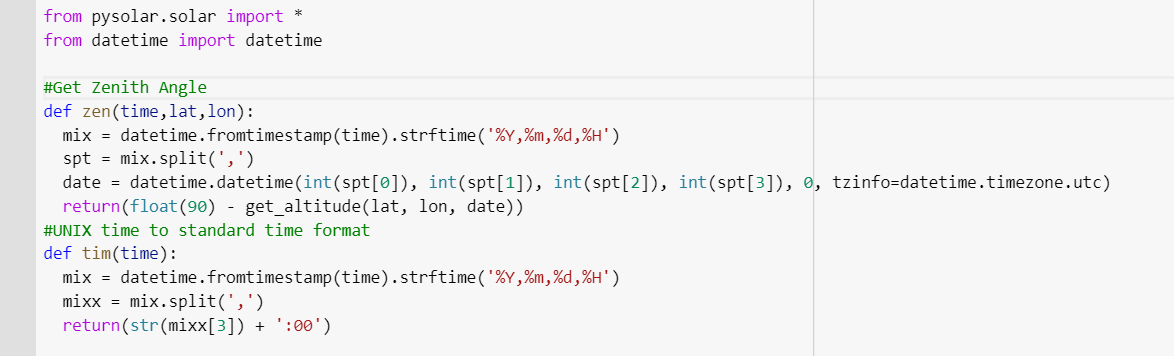 from pysolar.solar import *
from datetime import datetime
#Get Zenith Angle
def zen(time,lat,lon):
mix = datetime.fromtimestamp(time).strftime('%Y,%m,%d,%H')
spt = mix.split(',')
date = datetime.datetime(int(spt[0]), int(spt[1]), int(spt[2]), int(spt[3]), 0, tzinfo=datetime.timezone.utc)
return(float(90) - get_altitude(lat, lon, date))
#UNIX time to standard time format
def tim(time):
mix = datetime.fromtimestamp(time).strftime('%Y,%m,%d,%H')
mixx = mix.split(',')
return(str(mixx[3]) + ':00')